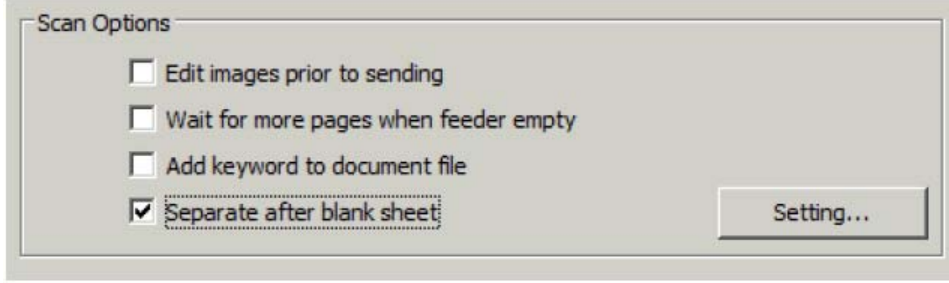 Scan Options
Edit images prior to sending
Wait for more pages when feeder empty
Add keyword to document file
Separate after blank sheet
Setting...